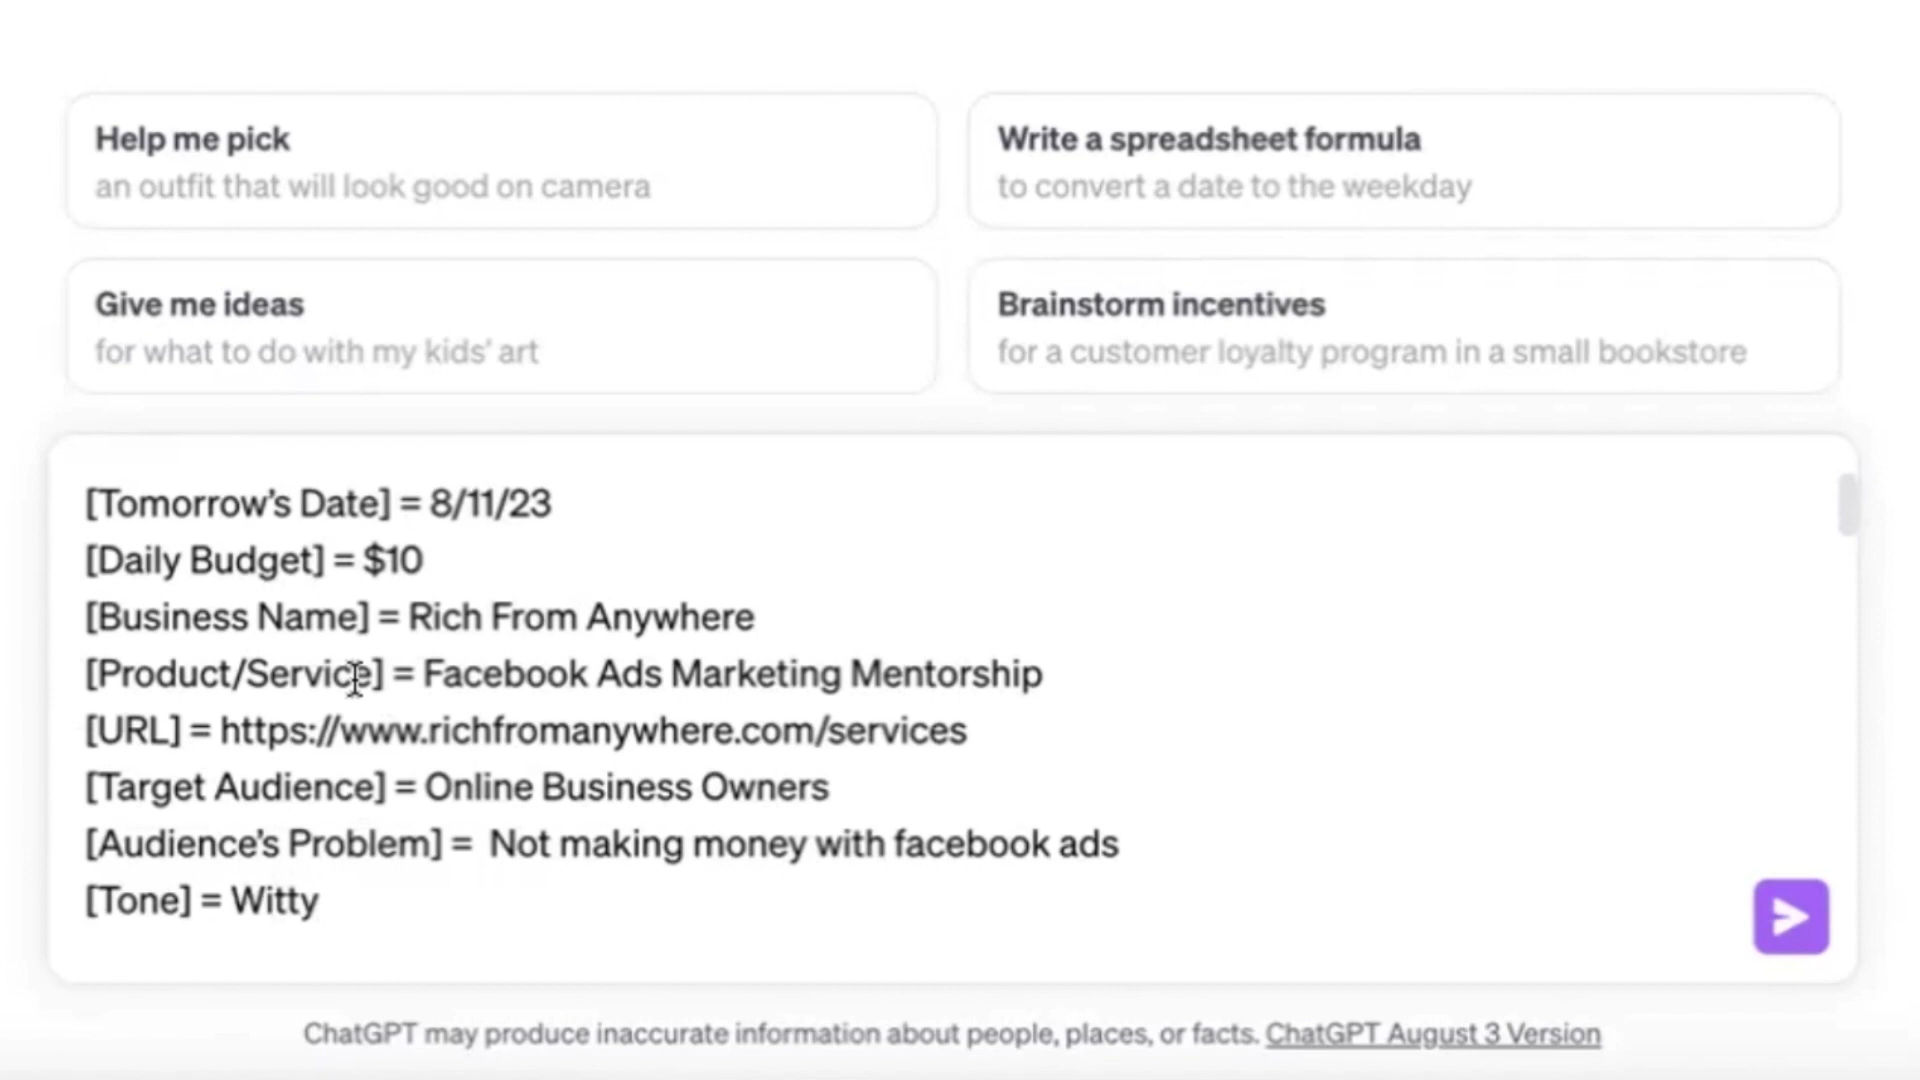 Help me pick
an outfit that will look good on camera
Write a spreadsheet formula
to convert a date to the weekday
Give me ideas
for what to do with my kids' art
Brainstorm incentives
for a customer loyalty program in a small bookstore
[Tomorrow’s Date] = 8/11/23
[Daily Budget] = $10
[Business Name] = Rich From Anywhere
[Product/Service] = Facebook Ads Marketing Mentorship
[URL] = https://www.richfromanywhere.com/services
[Target Audience] = Online Business Owners
[Audience’s Problem] =  Not making money with facebook ads
[Tone] = Witty
ChatGPT may produce inaccurate information about people, places, or facts. ChatGPT August 3 Version